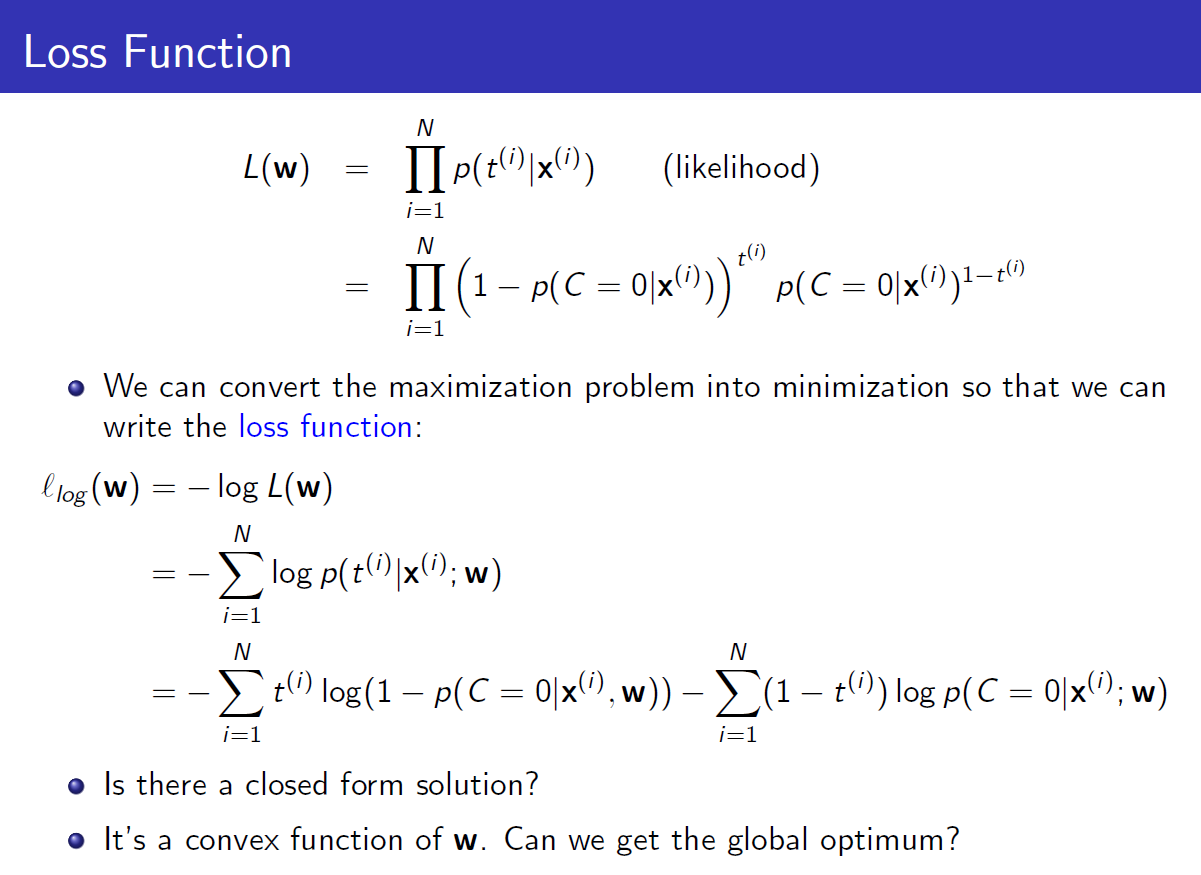 Loss Function
L(w) = ∏_{i=1}^{N} p(t^{(i)}|x^{(i)}) (likelihood)
= ∏_{i=1}^{N} (1 − p(C = 0|x^{(i)}))^{t^{(i)}} p(C = 0|x^{(i)})^{1−t^{(i)}}
We can convert the maximization problem into minimization so that we can
write the loss function:
ℓ_{log}(w) = − log L(w)
= − ∑_{i=1}^{N} log p(t^{(i)}|x^{(i)}; w)
= − ∑_{i=1}^{N} t^{(i)} log(1 − p(C = 0|x^{(i)}, w)) − ∑_{i=1}^{N} (1 − t^{(i)}) log p(C = 0|x^{(i)}; w)
Is there a closed form solution?
It's a convex function of w. Can we get the global optimum?